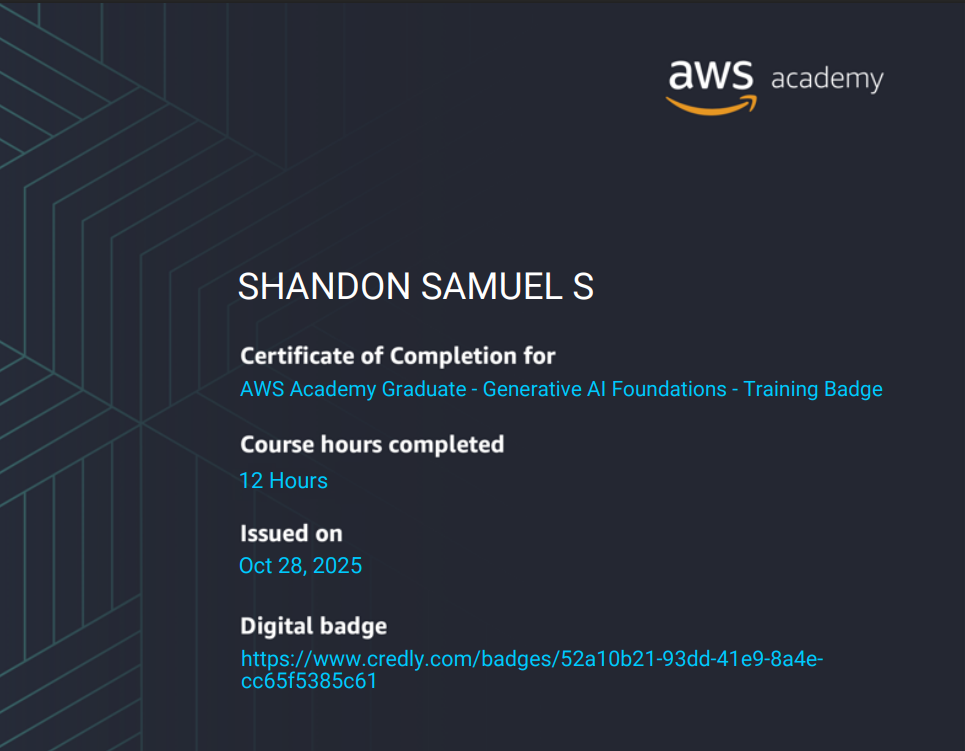 aws academy
SHANDON SAMUEL S
Certificate of Completion for
AWS Academy Graduate - Generative AI Foundations - Training Badge
Course hours completed
12 Hours
Issued on
Oct 28, 2025
Digital badge
https://www.credly.com/badges/52a10b21-93dd-41e9-8a4e-
cc65f5385c61